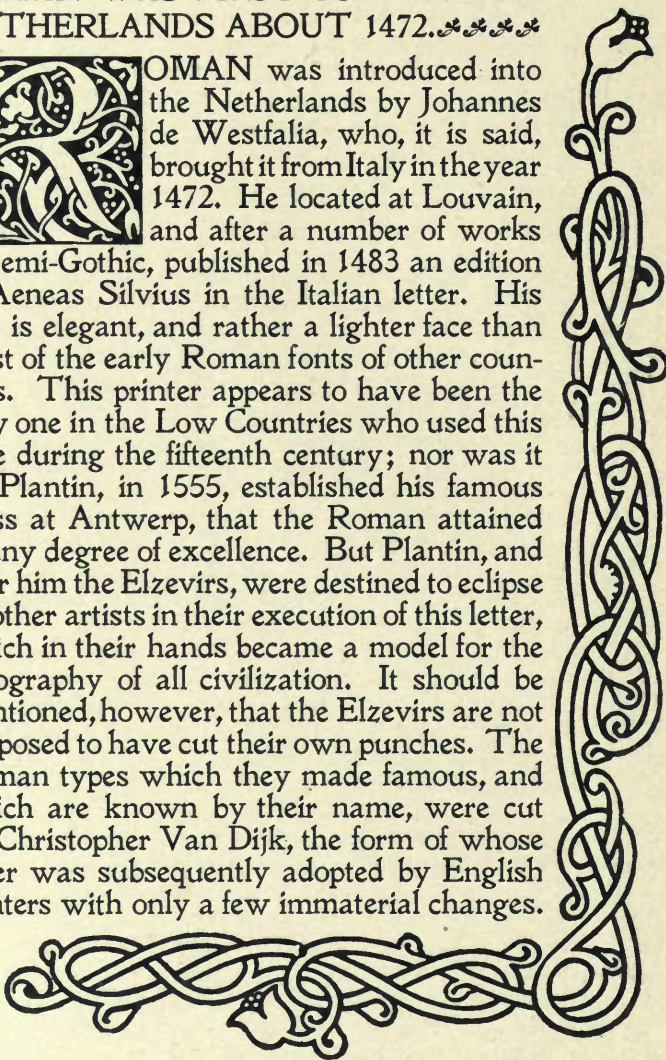 THERLANDS ABOUT 1472.
ROMAN was introduced into
the Netherlands by Johannes
de Westfalia, who, it is said,
brought it from Italy in the year
1472. He located at Louvain,
and after a number of works
emi-Gothic, published in 1483 an edition
Aeneas Silvius in the Italian letter. His
is elegant, and rather a lighter face than
st of the early Roman fonts of other coun-
s. This printer appears to have been the
y one in the Low Countries who used this
e during the fifteenth century; nor was it
Plantin, in 1555, established his famous
ss at Antwerp, that the Roman attained
any degree of excellence. But Plantin, and
er him the Elzevirs, were destined to eclipse
other artists in their execution of this letter,
ich in their hands became a model for the
ography of all civilization. It should be
ntioned, however, that the Elzevirs are not
posed to have cut their own punches. The
man types which they made famous, and
ich are known by their name, were cut
Christopher Van Dijk, the form of whose
er was subsequently adopted by English
nters with only a few immaterial changes.